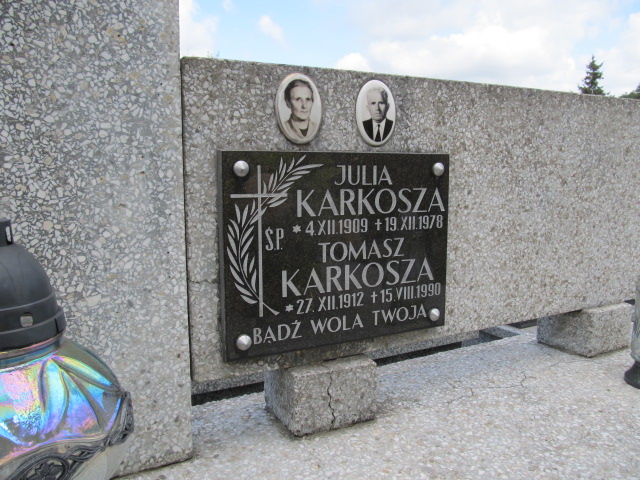 JULIA
KARKOSZA
*4.XII.1909 +19.XII.1978
Ś.P.
TOMASZ
KARKOSZA
*27.XII.1912 +15.VIII.1990
BĄDŹ WOLA TWOJA